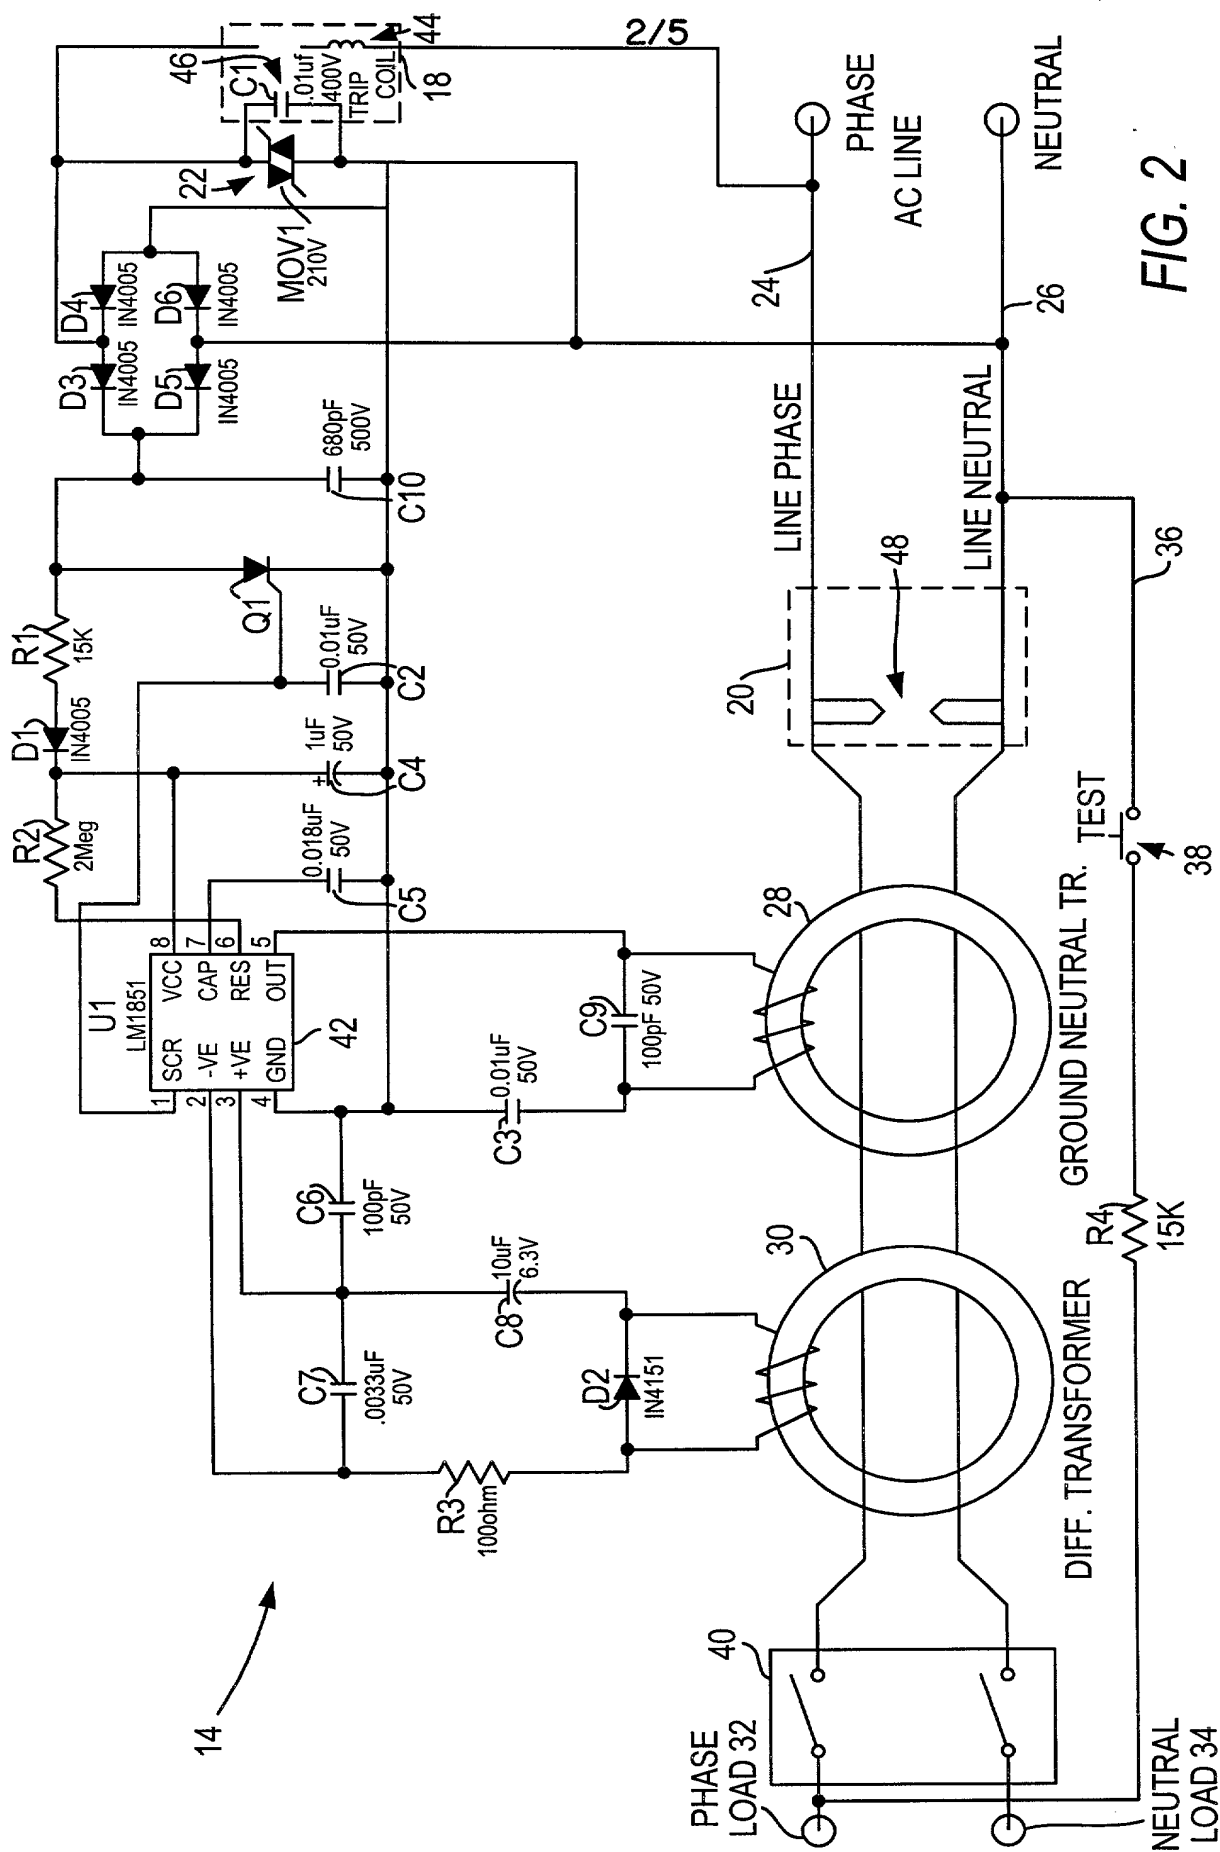 2/5
14
U1
LM1851
SCR
-VE
+VE
GND
VCC
CAP
RES
OUT
1
2
3
4
8
7
6
5
42
R2
2Meg
D1
IN4005
R1
15K
Q1
C5
0.018uF
50V
C4
1uF
50V
+
C2
0.01uF
50V
C10
680pF
500V
D3
IN4005
D4
IN4005
D5
IN4005
D6
IN4005
22
MOV1
210V
46
C1
.01uf
400V
TRIP
COIL
44
18
C7
.0033uF
50V
C6
100pF
50V
R3
100ohm
C8
10uF
6.3V
D2
IN4151
C3
0.01uF
50V
C9
100pF 50V
PHASE
LOAD 32
40
30
28
20
48
LINE PHASE
24
PHASE
AC LINE
LINE NEUTRAL
26
NEUTRAL
NEUTRAL
LOAD 34
DIFF. TRANSFORMER
GROUND NEUTRAL TR.
R4
15K
TEST
38
36
FIG. 2